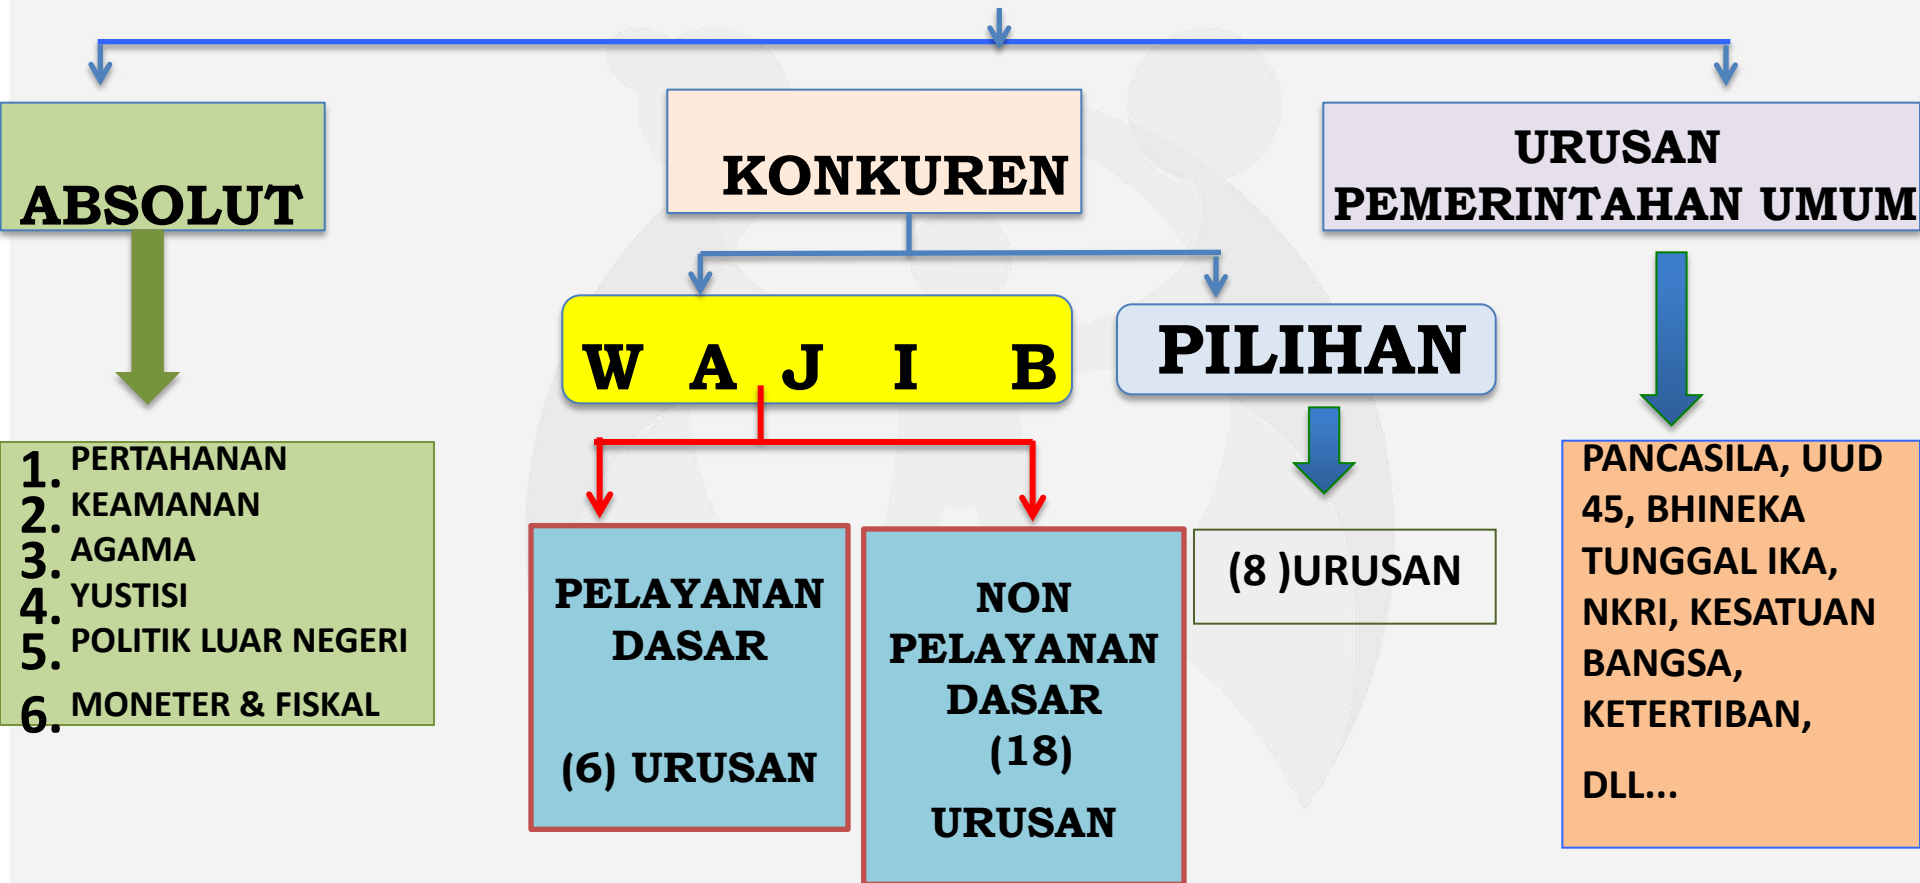 ABSOLUT
KONKUREN
URUSAN
PEMERINTAHAN UMUM
W A J I B
PILIHAN
1. PERTAHANAN
2. KEAMANAN
3. AGAMA
4. YUSTISI
5. POLITIK LUAR NEGERI
6. MONETER & FISKAL
PELAYANAN
DASAR
(6) URUSAN
NON
PELAYANAN
DASAR
(18)
URUSAN
(8 )URUSAN
PANCASILA, UUD
45, BHINEKA
TUNGGAL IKA,
NKRI, KESATUAN
BANGSA,
KETERTIBAN,
DLL...